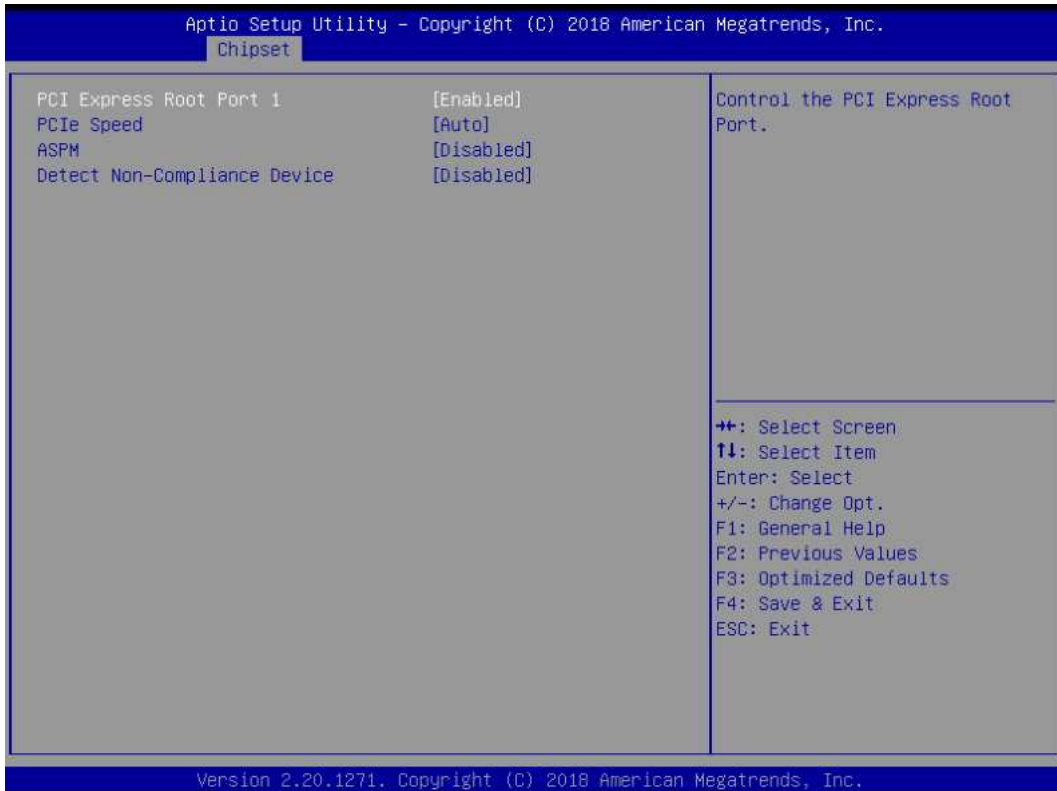 Aptio Setup Utility – Copyright (C) 2018 American Megatrends, Inc.
Chipset
PCI Express Root Port 1 [Enabled]
PCIe Speed [Auto]
ASPM [Disabled]
Detect Non-Compliance Device [Disabled]
Control the PCI Express Root
Port.
→←: Select Screen
↑↓: Select Item
Enter: Select
+/-: Change Opt.
F1: General Help
F2: Previous Values
F3: Optimized Defaults
F4: Save & Exit
ESC: Exit
Version 2.20.1271. Copyright (C) 2018 American Megatrends, Inc.